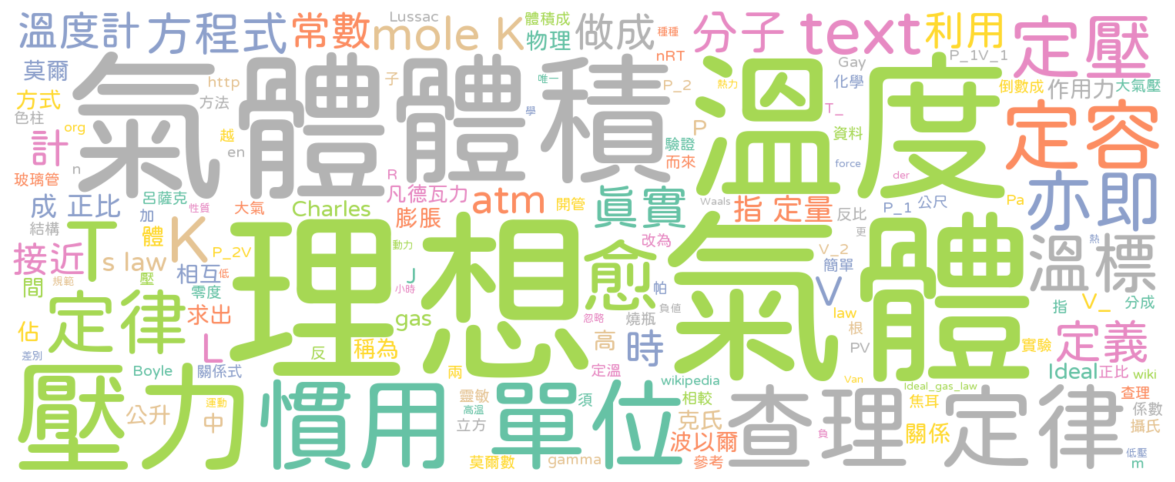 溫度計 方程式 常數 mole K 做成 分子 text 利用 定壓
Lussac 體積成 種種 物理 nRT Gay P_1V_1
莫爾 http 子 P_2 唯一 化學 熱力 倒數成 大氣壓
氣體體積 溫度
方式 方法 作用力
色柱 越 學 T_ 資料 定容
計 org en P 驗證
玻璃管 n 而來 force
R der
成 正比 呂薩克 性質 凡德瓦力 眞實 Waals P_1 公尺 Pa 亦即
大氣 加 Charles 膨脹 atm 開管 指 定量 反比
結構 體 更
T K P_2V 動力 改為 V_2 熱
接近 s law 相互 低 J 愈 簡單 溫標
理想氣體
間 規範 壓 零度 小時 帕 負值 V V_ 分成
定律 求出 gas 忽略 燒瓶 law 指
佔 L 稱為 高 時 根 定義
差別 反 定溫 PV 實驗
Boyle 關係式 兩 wikipedia Van Ideal 正比 wiki
壓力 慣用 單位 查理定律
靈敏 須 相較 Ideal_gas_law 查理
公升 運動 高溫 克氏 焦耳 係數
中 立方 波以爾 負 關係 攝氏
莫爾數 gamma 參考 低壓
m